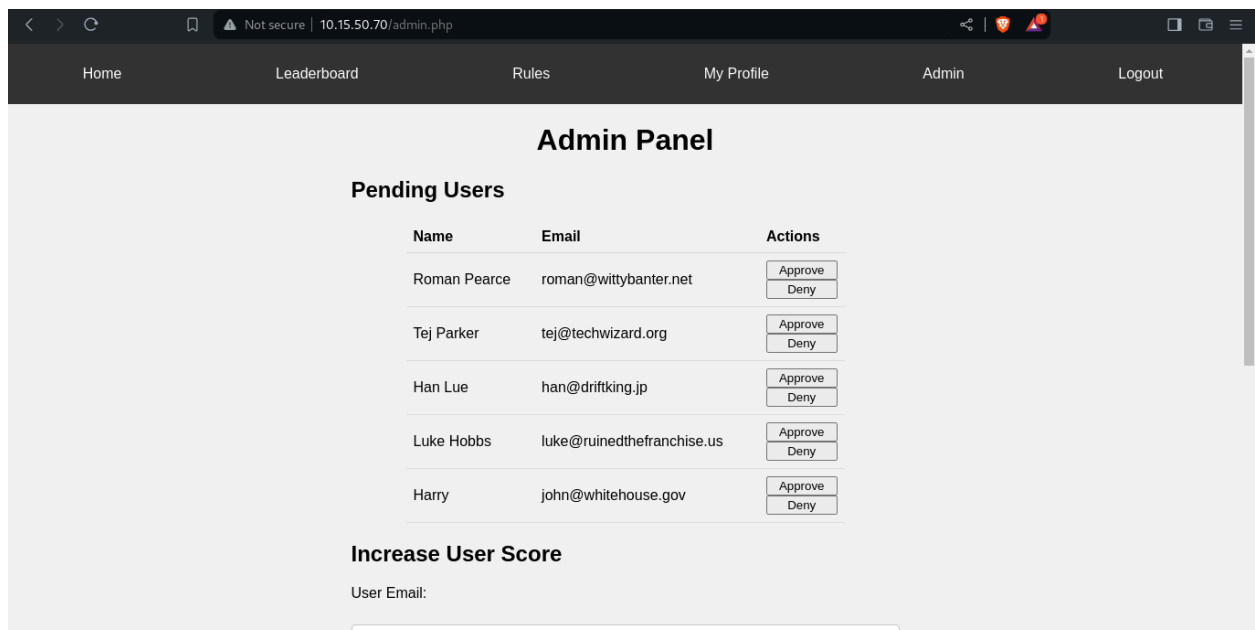 Not secure | 10.15.50.70/admin.php
1
Home Leaderboard Rules My Profile Admin Logout
Admin Panel
Pending Users
Name Email Actions
Roman Pearce roman@wittybanter.net Approve
Deny
Tej Parker tej@techwizard.org Approve
Deny
Han Lue han@driftking.jp Approve
Deny
Luke Hobbs luke@ruinedthefranchise.us Approve
Deny
Harry john@whitehouse.gov Approve
Deny
Increase User Score
User Email: